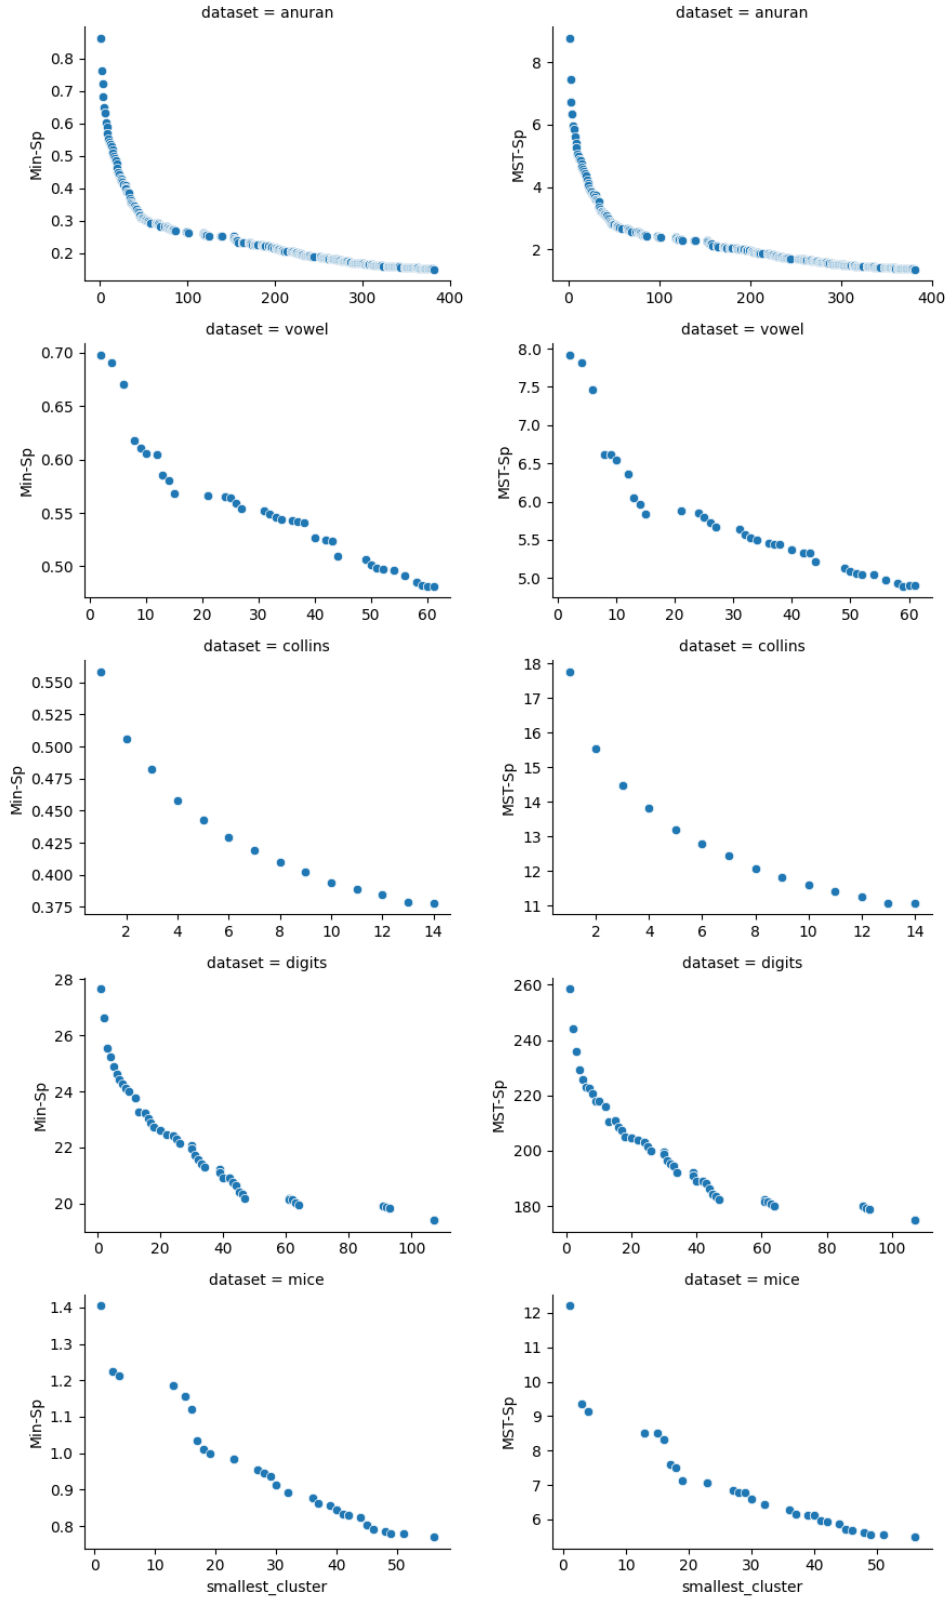 dataset = anuran
Min-Sp
0.8
0.7
0.6
0.5
0.4
0.3
0.2
0 100 200 300 400
dataset = anuran
MST-Sp
8
6
4
2
0 100 200 300 400
dataset = vowel
Min-Sp
0.70
0.65
0.60
0.55
0.50
0 10 20 30 40 50 60
dataset = vowel
MST-Sp
8.0
7.5
7.0
6.5
6.0
5.5
5.0
0 10 20 30 40 50 60
dataset = collins
Min-Sp
0.550
0.525
0.500
0.475
0.450
0.425
0.400
0.375
2 4 6 8 10 12 14
dataset = collins
MST-Sp
18
17
16
15
14
13
12
11
2 4 6 8 10 12 14
dataset = digits
Min-Sp
28
26
24
22
20
0 20 40 60 80 100
dataset = digits
MST-Sp
260
240
220
200
180
0 20 40 60 80 100
dataset = mice
Min-Sp
1.4
1.3
1.2
1.1
1.0
0.9
0.8
0 10 20 30 40 50
smallest_cluster
dataset = mice
MST-Sp
12
11
10
9
8
7
6
0 10 20 30 40 50
smallest_cluster